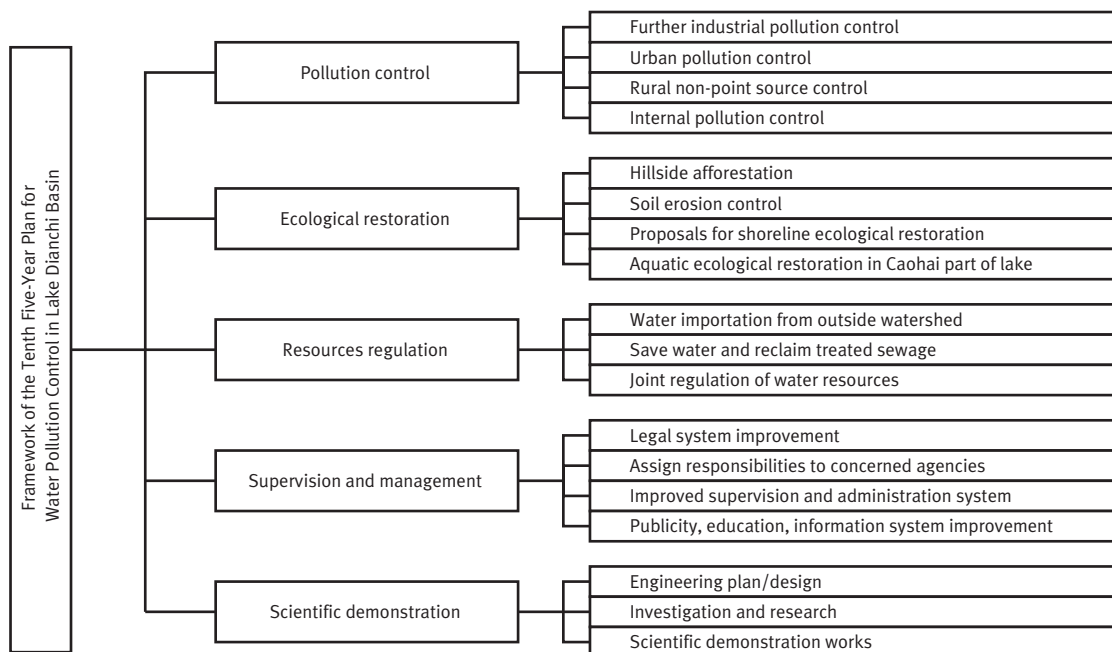 Framework of the Tenth Five-Year Plan for
Water Pollution Control in Lake Dianchi Basin
Pollution control
Further industrial pollution control
Urban pollution control
Rural non-point source control
Internal pollution control
Ecological restoration
Hillside afforestation
Soil erosion control
Proposals for shoreline ecological restoration
Aquatic ecological restoration in Caohai part of lake
Resources regulation
Water importation from outside watershed
Save water and reclaim treated sewage
Joint regulation of water resources
Supervision and management
Legal system improvement
Assign responsibilities to concerned agencies
Improved supervision and administration system
Publicity, education, information system improvement
Scientific demonstration
Engineering plan/design
Investigation and research
Scientific demonstration works